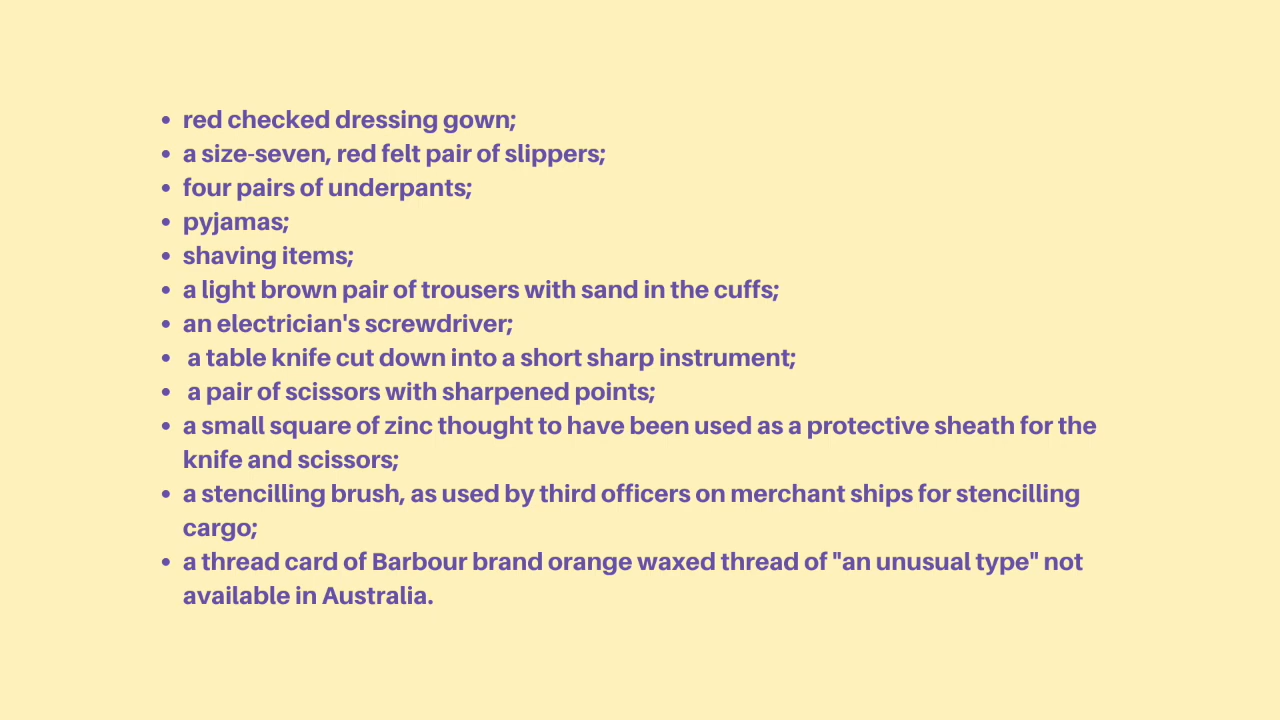 • red checked dressing gown;
• a size-seven, red felt pair of slippers;
• four pairs of underpants;
• pyjamas;
• shaving items;
• a light brown pair of trousers with sand in the cuffs;
• an electrician's screwdriver;
• a table knife cut down into a short sharp instrument;
• a pair of scissors with sharpened points;
• a small square of zinc thought to have been used as a protective sheath for the
knife and scissors;
• a stencilling brush, as used by third officers on merchant ships for stencilling
cargo;
• a thread card of Barbour brand orange waxed thread of "an unusual type" not
available in Australia.